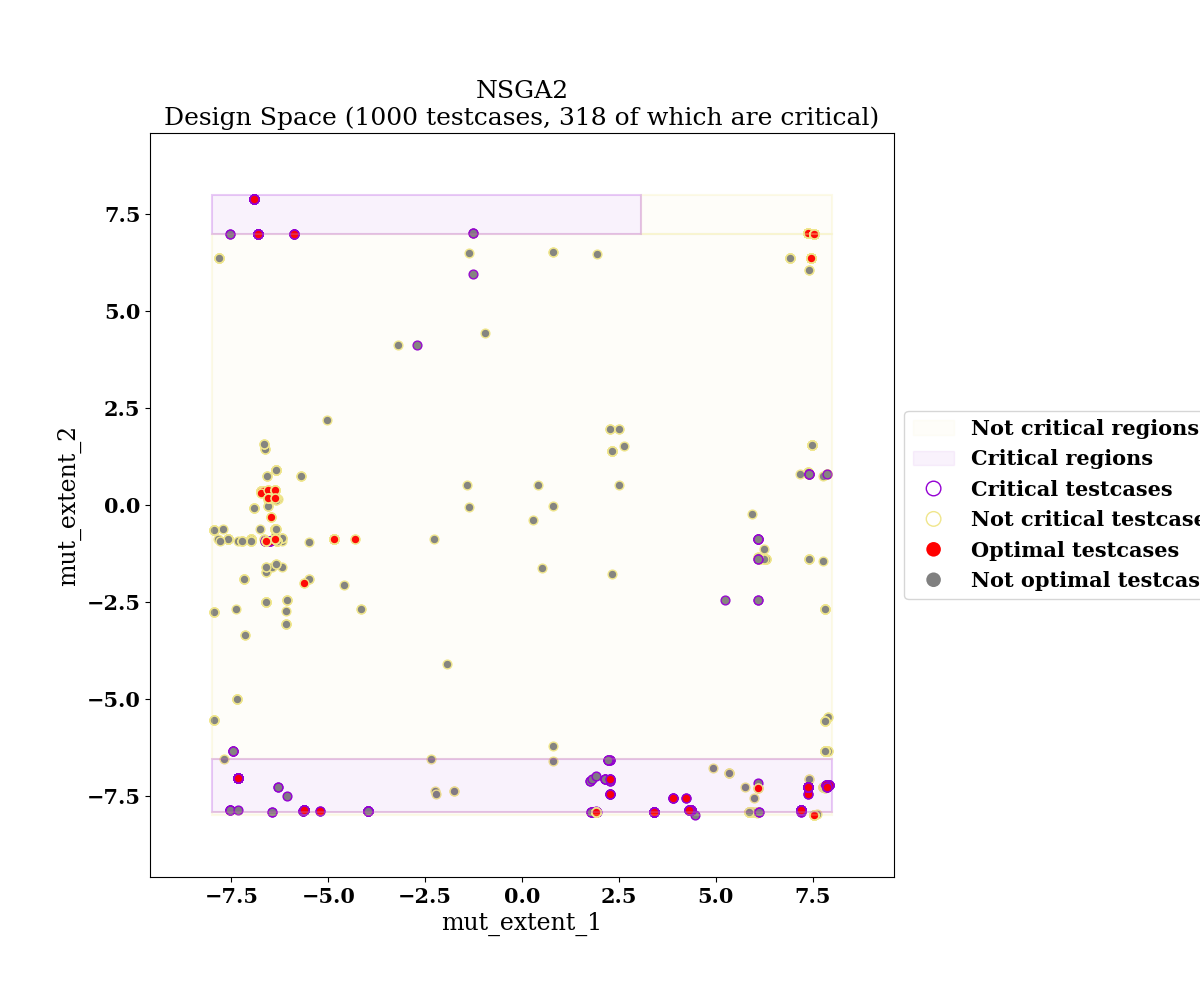 NSGA2
Design Space (1000 testcases, 318 of which are critical)
mut_extent_2
7.5
5.0
2.5
0.0
−2.5
−5.0
−7.5
−7.5 −5.0 −2.5 0.0 2.5 5.0 7.5
mut_extent_1
Not critical regions
Critical regions
Critical testcases
Not critical testcase
Optimal testcases
Not optimal testcas